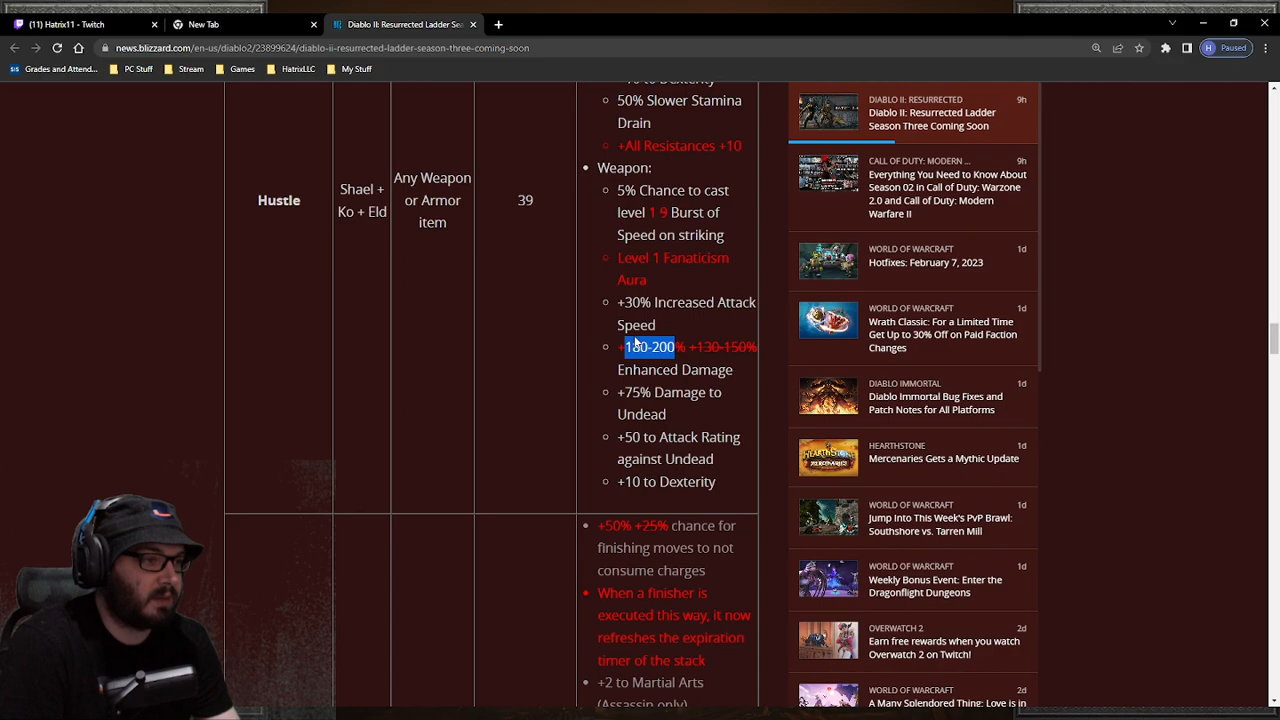 (11) Hatrix11 - Twitch
New Tab
Diablo II: Resurrected Ladder Sea
news.blizzard.com/en-us/diablo2/23899624/diablo-ii-resurrected-ladder-season-three-coming-soon
H Paused
SIS Grades and Attend...
PC Stuff
Stream
Games
HatrixLLC
My Stuff
to Dexterity
50% Slower Stamina
Drain
+All Resistances +10
Hustle
Shael +
Ko + Eld
Any Weapon
or Armor
item
39
Weapon:
5% Chance to cast
level 1 9 Burst of
Speed on striking
Level 1 Fanaticism
Aura
+30% Increased Attack
Speed
+180-200% +130-150%
Enhanced Damage
+75% Damage to
Undead
+50 to Attack Rating
against Undead
+10 to Dexterity
+50% +25% chance for
finishing moves to not
consume charges
When a finisher is
executed this way, it now
refreshes the expiration
timer of the stack
+2 to Martial Arts
(Assassin only)
DIABLO II: RESURRECTED 9h
Diablo II: Resurrected Ladder
Season Three Coming Soon
CALL OF DUTY: MODERN ... 9h
Everything You Need to Know About
Season 02 in Call of Duty: Warzone
2.0 and Call of Duty: Modern
Warfare II
WORLD OF WARCRAFT 1d
Hotfixes: February 7, 2023
WORLD OF WARCRAFT 1d
Wrath Classic: For a Limited Time
Get Up to 30% Off on Paid Faction
Changes
DIABLO IMMORTAL 1d
Diablo Immortal Bug Fixes and
Patch Notes for All Platforms
HEARTHSTONE 1d
Mercenaries Gets a Mythic Update
WORLD OF WARCRAFT 1d
Jump Into This Week's PvP Brawl:
Southshore vs. Tarren Mill
WORLD OF WARCRAFT 1d
Weekly Bonus Event: Enter the
Dragonflight Dungeons
OVERWATCH 2 2d
Earn free rewards when you watch
Overwatch 2 on Twitch!
WORLD OF WARCRAFT 2d
A Many Splendored Thing: Love is in